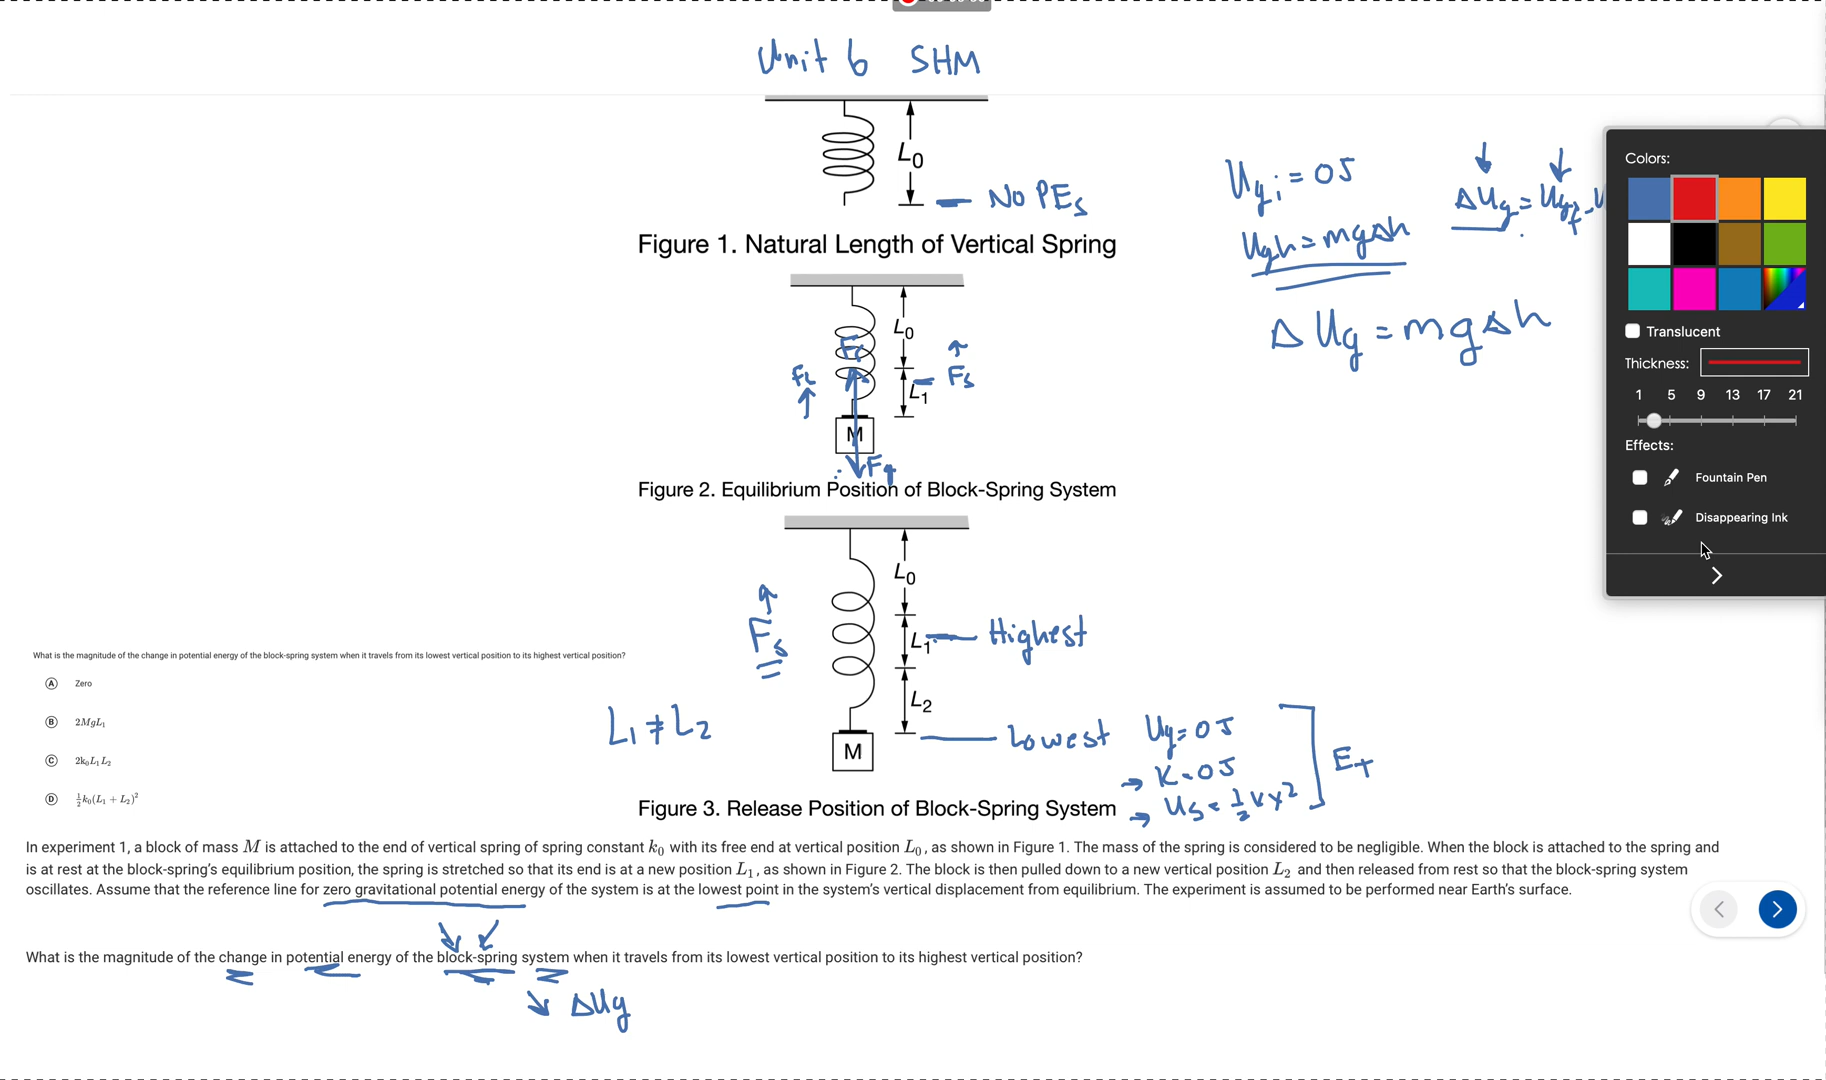 Unit 6 SHM
L0
No PEs
Figure 1. Natural Length of Vertical Spring
Ugi = 0J
Ugh = mgΔh
ΔUg = Ugf - U
ΔUg = mgΔh
L0
Fs
Fs
L1
Fs
M
Fg
Figure 2. Equilibrium Position of Block-Spring System
L0
Fs
L1
Highest
L2
L1 ≠ L2
Lowest
M
Ug = 0J
K = 0J
Us = 1/2 kx²
ET
Figure 3. Release Position of Block-Spring System
What is the magnitude of the change in potential energy of the block-spring system when it travels from its lowest vertical position to its highest vertical position?
A Zero
B 2MgL₁
C 2k₀L₁L₂
D ½k₀(L₁ + L₂)²
In experiment 1, a block of mass M is attached to the end of vertical spring of spring constant k₀ with its free end at vertical position L₀, as shown in Figure 1. The mass of the spring is considered to be negligible. When the block is attached to the spring and
is at rest at the block-spring's equilibrium position, the spring is stretched so that its end is at a new position L₁, as shown in Figure 2. The block is then pulled down to a new vertical position L₂ and then released from rest so that the block-spring system
oscillates. Assume that the reference line for zero gravitational potential energy of the system is at the lowest point in the system's vertical displacement from equilibrium. The experiment is assumed to be performed near Earth's surface.
What is the magnitude of the change in potential energy of the block-spring system when it travels from its lowest vertical position to its highest vertical position?
ΔUg
Colors:
Translucent
Thickness:
1 5 9 13 17 21
Effects:
Fountain Pen
Disappearing Ink